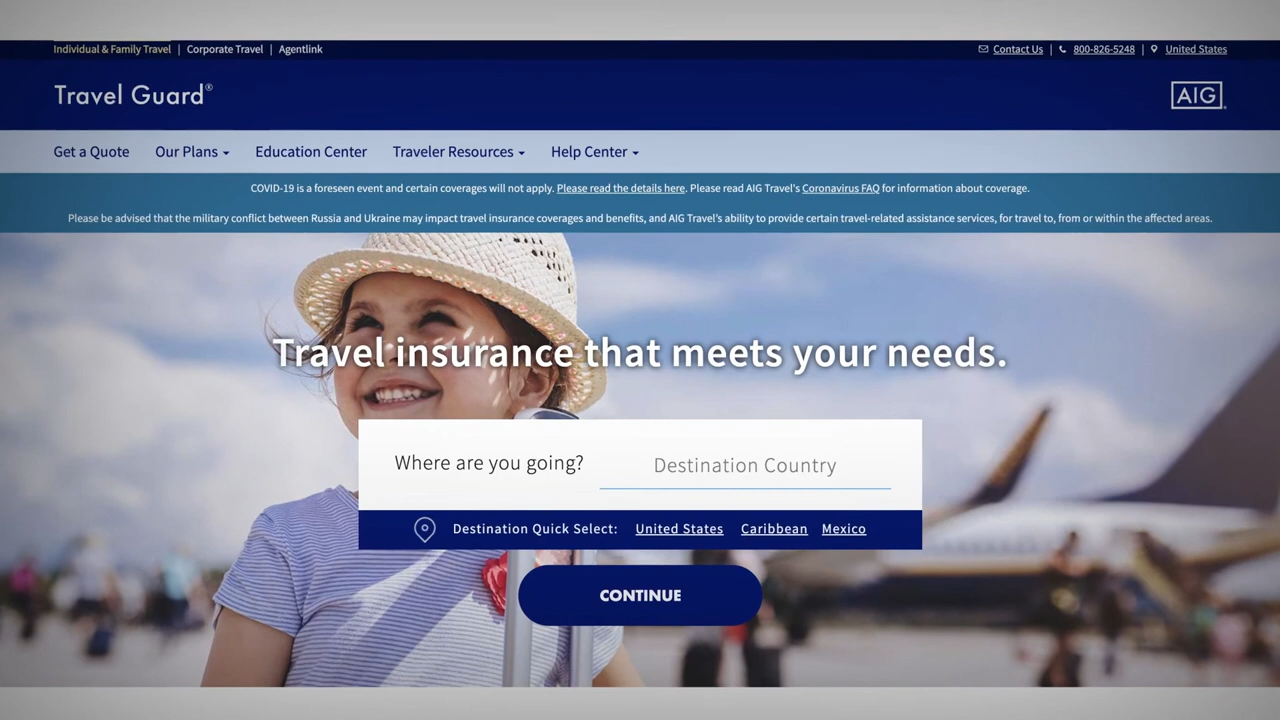 Individual & Family Travel | Corporate Travel | Agentlink
Contact Us | 800-826-5248 | United States
Travel Guard®
AIG
Get a Quote Our Plans Education Center Traveler Resources Help Center
COVID-19 is a foreseen event and certain coverages will not apply. Please read the details here. Please read AIG Travel's Coronavirus FAQ for information about coverage.
Please be advised that the military conflict between Russia and Ukraine may impact travel insurance coverages and benefits, and AIG Travel's ability to provide certain travel-related assistance services, for travel to, from or within the affected areas.
Travel insurance that meets your needs.
Where are you going? Destination Country
Destination Quick Select: United States Caribbean Mexico
CONTINUE